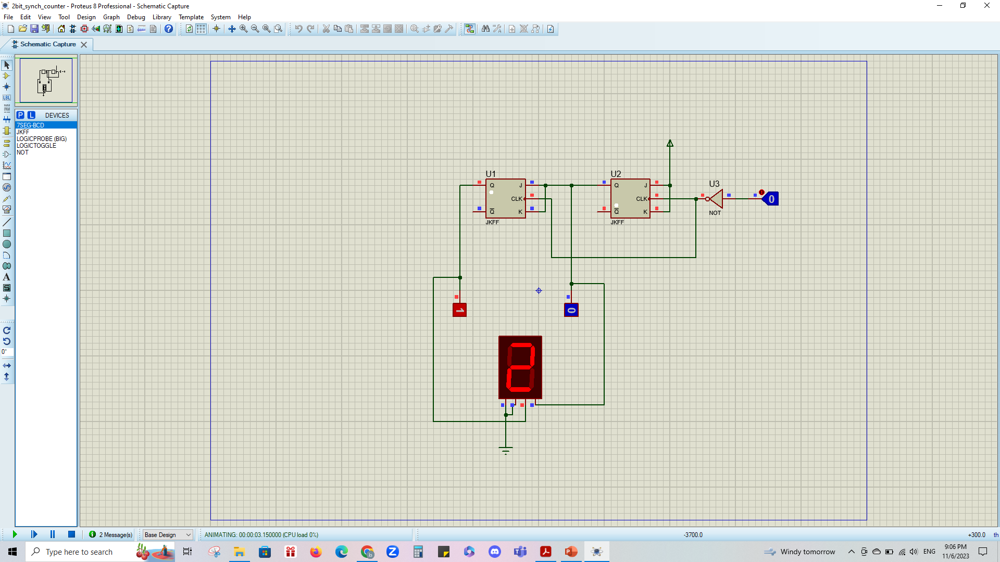 2bit_synch_counter - Proteus 8 Professional - Schematic Capture
File Edit View Tool Design Graph Debug Library Template System Help
Schematic Capture
LBL
P L DEVICES
7SEG-BCD
JKFF
LOGICPROBE (BIG)
LOGICTOGGLE
NOT
A
S
0°
U1
Q J
CLK
Q K
JKFF
U2
Q J
CLK
Q K
JKFF
U3
NOT
0
1
0
2
2 Message(s)
Base Design
ANIMATING: 00:00:03.150000 (CPU load 0%)
-3700.0
+300.0
th
Type here to search
Windy tomorrow
ENG
9:06 PM
11/6/2023